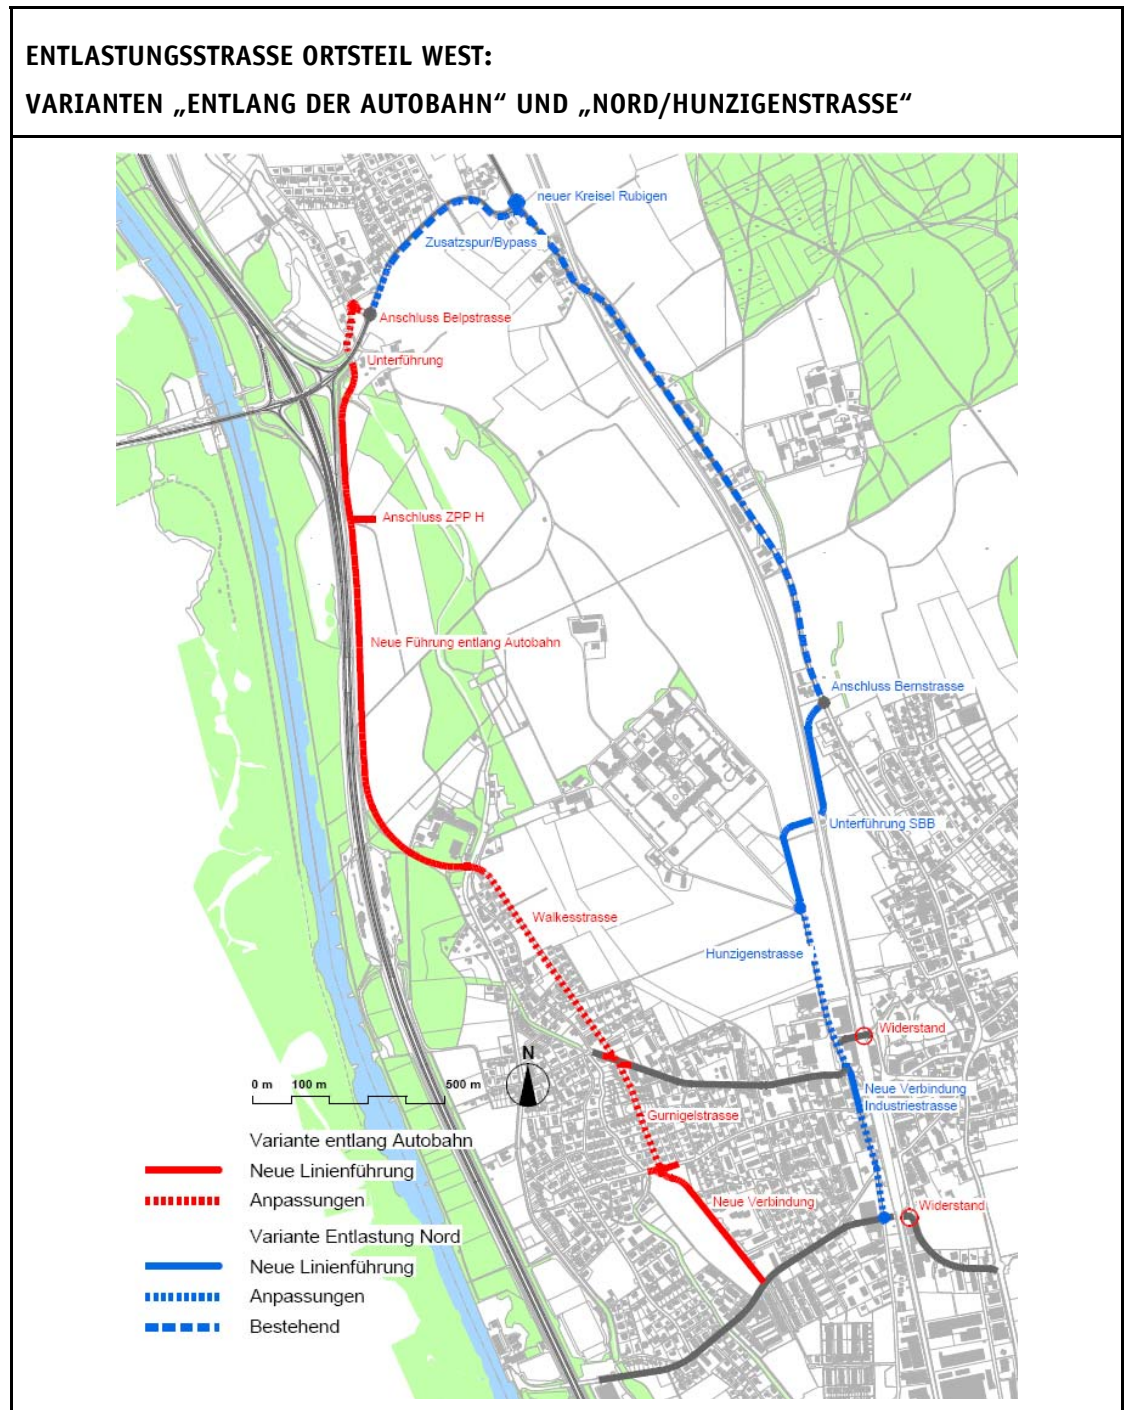 ENTLASTUNGSSTRASSE ORTSTEIL WEST:
VARIANTEN „ENTLANG DER AUTOBAHN“ UND „NORD/HUNZIGENSTRASSE“
neuer Kreisel Rubigen
Zusatzspur/Bypass
Anschluss Belpstrasse
Unterführung
Anschluss ZPP H
Neue Führung entlang Autobahn
Anschluss Bernstrasse
Unterführung SBB
Walkesstrasse
Hunzigenstrasse
Widerstand
N
0 m 100 m 500 m
Neue Verbindung
Industriestrasse
Gurnigelstrasse
Variante entlang Autobahn
Neue Linienführung
Anpassungen
Neue Verbindung
Widerstand
Variante Entlastung Nord
Neue Linienführung
Anpassungen
Bestehend